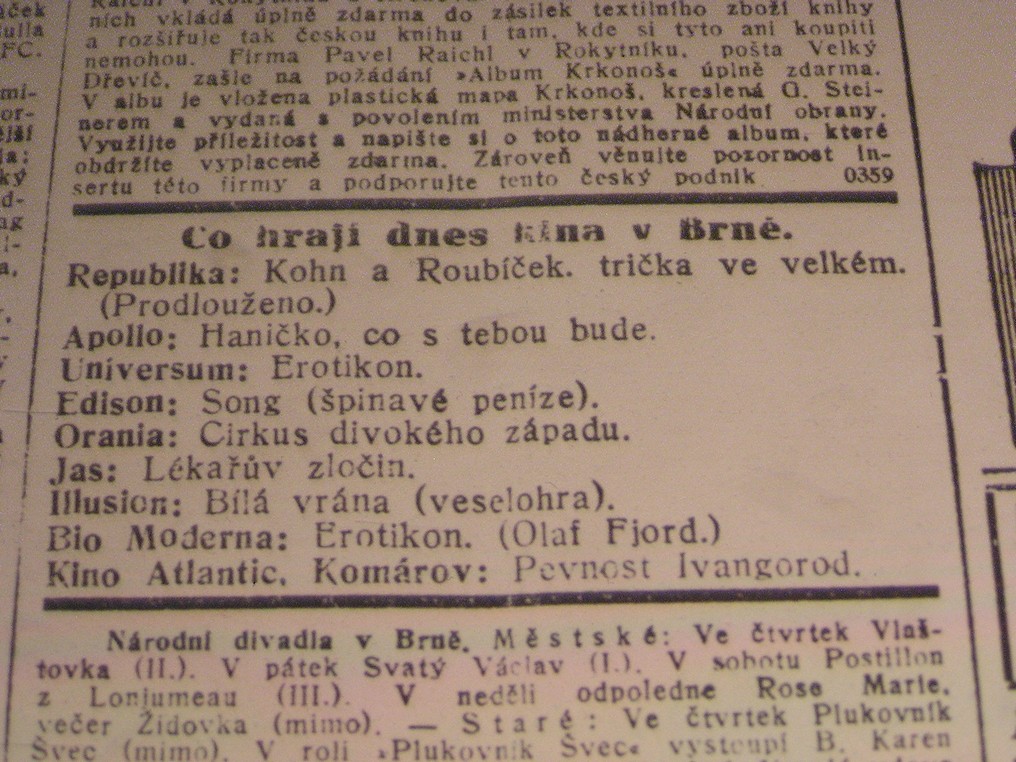 ních vkládá úplně zdarma do zásilek textilního zboží knihy
a rozšiřuje tak českou knihu i tam, kde si tyto ani koupiti
nemohou. Firma Pavel Raichl v Rokytníku, pošta Velký
Dřevíč, zašle na požádání »Album Krkonoš« úplně zdarma.
V albu je vložena plastická mapa Krkonoš, kreslená O. Stei-
nerem a vydaná s povolením ministerstva Národní obrany.
Využijte příležitost a napište si o toto nádherné album, které
obdržíte vyplaceně zdarma. Zároveň věnujte pozornost in-
sertu této firmy a podporujte tento český podnik 0359
Co hrají dnes kina v Brně.
Republika: Kohn a Roubíček. trička ve velkém.
(Prodlouženo.)
Apollo: Haničko, co s tebou bude.
Universum: Erotikon.
Edison: Song (špinavé peníze).
Orania: Cirkus divokého západu.
Jas: Lékařův zločin.
Illusion: Bílá vrána (veselohra).
Bio Moderna: Erotikon. (Olaf Fjord.)
Kino Atlantic, Komárov: Pevnost Ivangorod.
Národní divadla v Brně. Městské: Ve čtvrtek Vlaš-
tovka (II.). V pátek Svatý Václav (I.). V sobotu Postillon
z Lonjumeau (III.). V neděli odpoledne Rose Marie,
večer Židovka (mimo). — Staré: Ve čtvrtek Plukovník
Švec (mimo). V roli »Plukovník Švec« vystoupí B. Karen